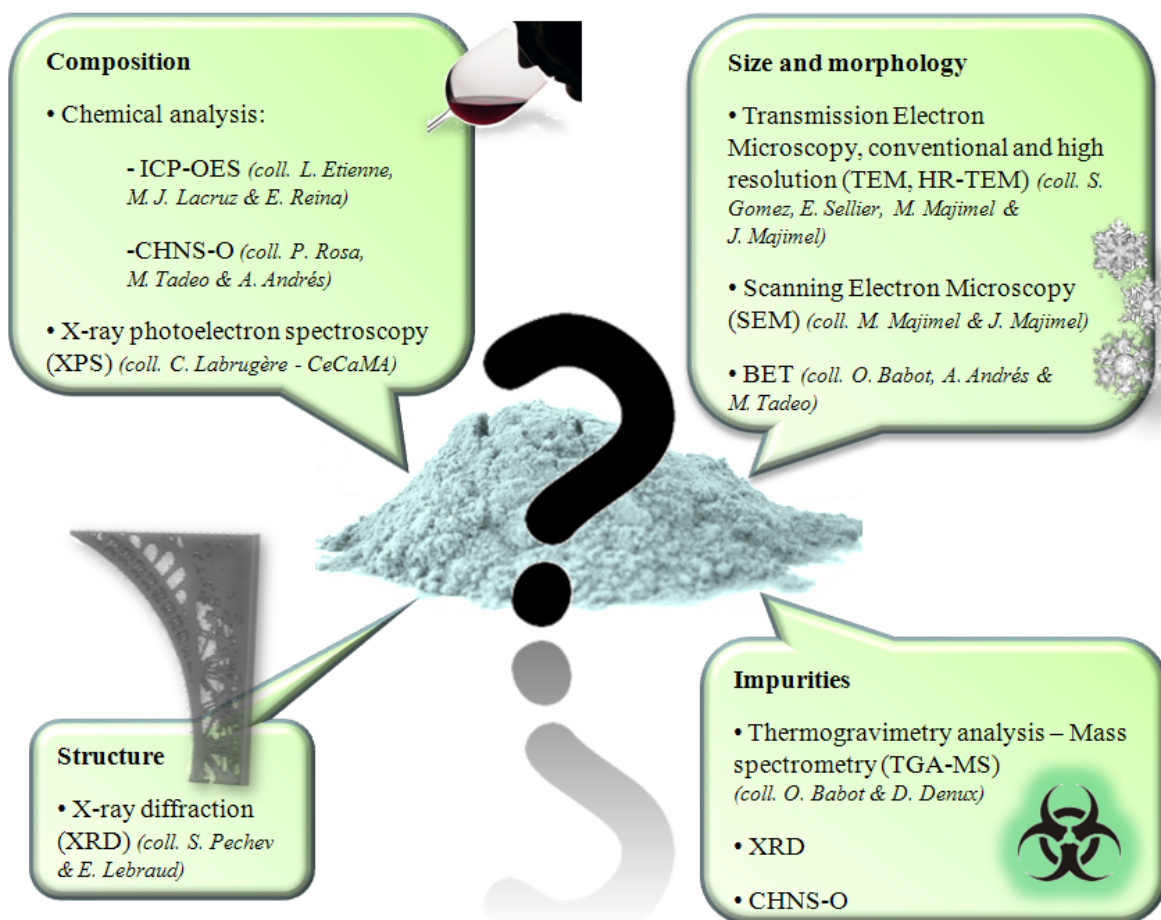 Composition
• Chemical analysis:
- ICP-OES (coll. L. Etienne,
M. J. Lacruz & E. Reina)
-CHNS-O (coll. P. Rosa,
M. Tadeo & A. Andrés)
• X-ray photoelectron spectroscopy
(XPS) (coll. C. Labrugère - CeCaMA)
Size and morphology
• Transmission Electron
Microscopy, conventional and high
resolution (TEM, HR-TEM) (coll. S.
Gomez, E. Sellier, M. Majimel &
J. Majimel)
• Scanning Electron Microscopy
(SEM) (coll. M. Majimel & J. Majimel)
• BET (coll. O. Babot, A. Andrés &
M. Tadeo)
?
Structure
• X-ray diffraction
(XRD) (coll. S. Pechev
& E. Lebraud)
Impurities
• Thermogravimetry analysis – Mass
spectrometry (TGA-MS)
(coll. O. Babot & D. Denux)
• XRD
• CHNS-O